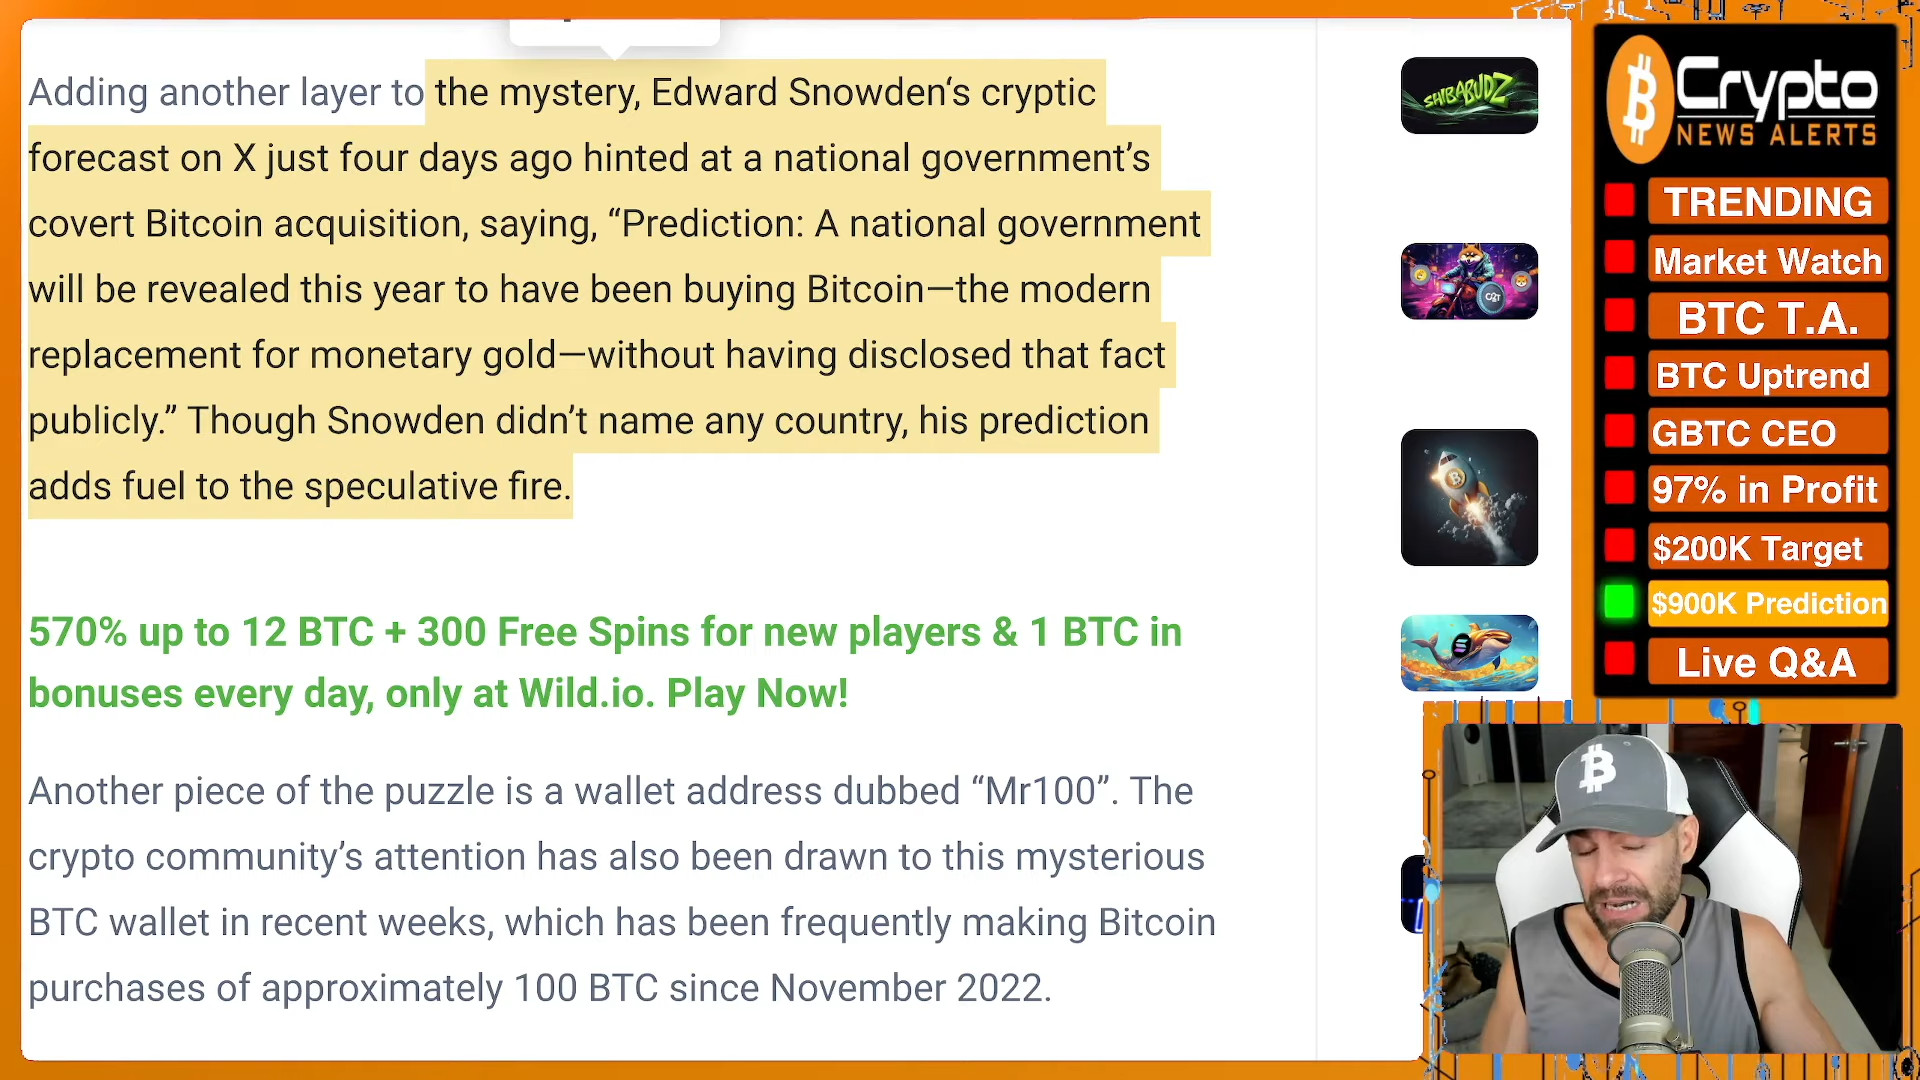 Adding another layer to the mystery, Edward Snowden‘s cryptic
forecast on X just four days ago hinted at a national government’s
covert Bitcoin acquisition, saying, “Prediction: A national government
will be revealed this year to have been buying Bitcoin—the modern
replacement for monetary gold—without having disclosed that fact
publicly.” Though Snowden didn’t name any country, his prediction
adds fuel to the speculative fire.
570% up to 12 BTC + 300 Free Spins for new players & 1 BTC in
bonuses every day, only at Wild.io. Play Now!
Another piece of the puzzle is a wallet address dubbed “Mr100”. The
crypto community’s attention has also been drawn to this mysterious
BTC wallet in recent weeks, which has been frequently making Bitcoin
purchases of approximately 100 BTC since November 2022.
SHIBABUDZ
Crypto
NEWS ALERTS
TRENDING
Market Watch
BTC T.A.
BTC Uptrend
GBTC CEO
97% in Profit
$200K Target
$900K Prediction
Live Q&A